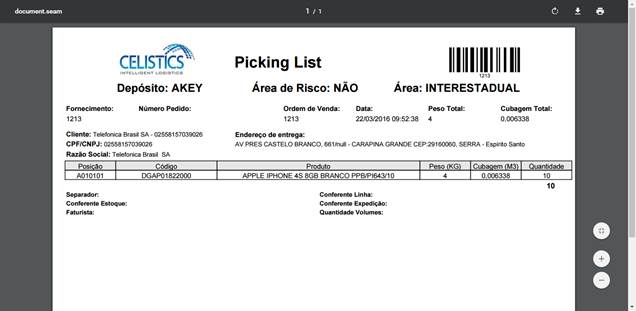 document.seam
1 / 1
CELISTICS
INTELLIGENT LOGISTICS
Picking List
1213
Depósito: AKEY Área de Risco: NÃO Área: INTERESTADUAL
Fornecimento: Número Pedido: Ordem de Venda: Data: Peso Total: Cubagem Total:
1213 1213 22/03/2016 09:52:38 4 0.006338
Cliente: Telefonica Brasil SA - 02558157039026 Endereço de entrega:
CPF/CNPJ: 02558157039026 AV PRES CASTELO BRANCO, 661/null - CARAPINA GRANDE CEP:29160060, SERRA - Espirito Santo
Razão Social: Telefonica Brasil SA
Posição Código Produto Peso (KG) Cubagem (M3) Quantidade
A010101 DGAP01822000 APPLE IPHONE 4S 8GB BRANCO PPB/PI643/10 4 0,006338 10
10
Separador: Conferente Linha:
Conferente Estoque: Conferente Expedição:
Faturista: Quantidade Volumes: